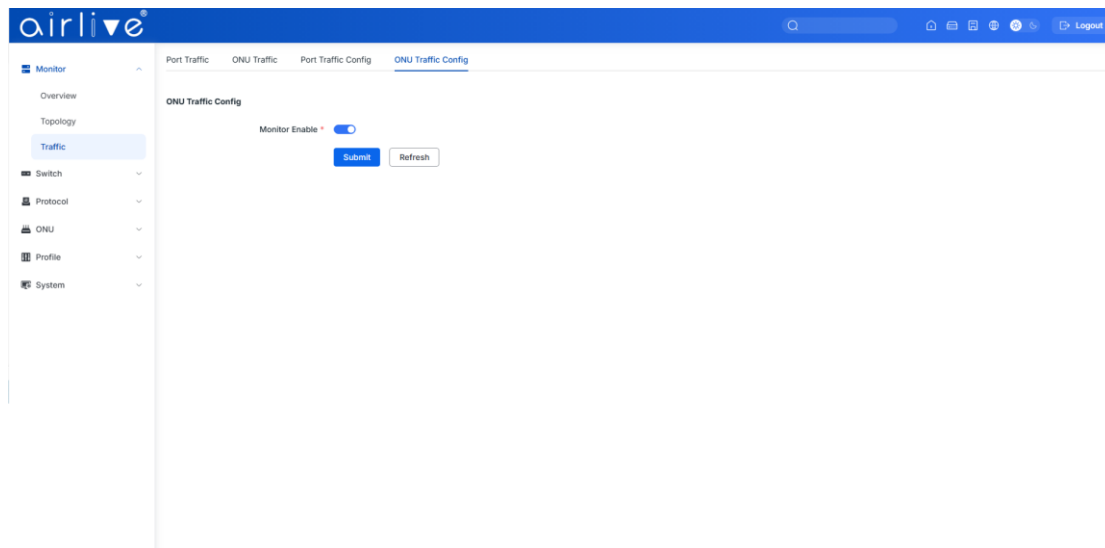 airlive®
Logout
Monitor
Overview
Topology
Traffic
Switch
Protocol
ONU
Profile
System
Port Traffic ONU Traffic Port Traffic Config ONU Traffic Config
ONU Traffic Config
Monitor Enable *
Submit Refresh